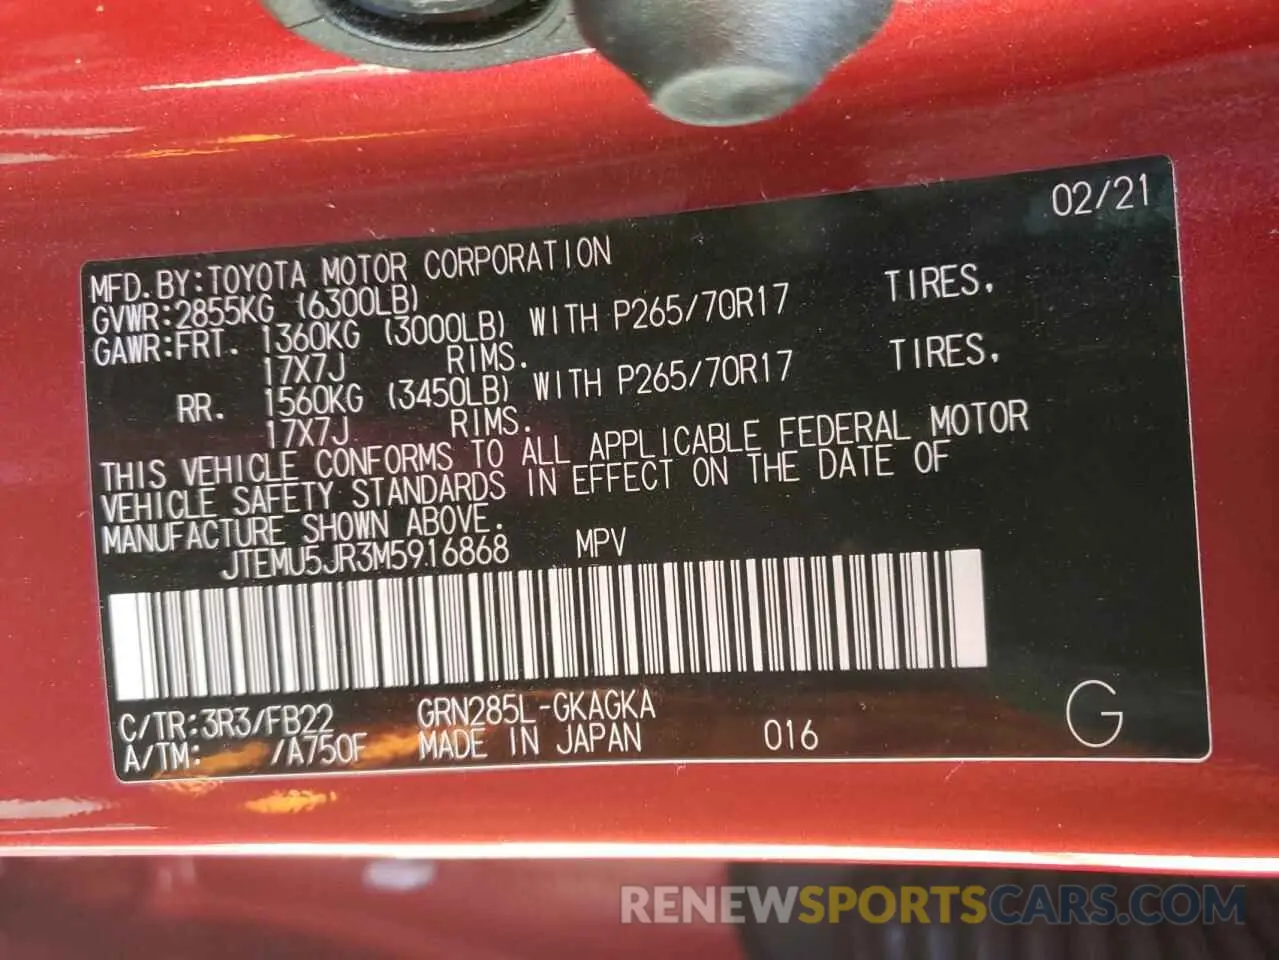 02/21
MFD.BY:TOYOTA MOTOR CORPORATION
GVWR:2855KG (6300LB)
GAWR:FRT. 1360KG (3000LB) WITH P265/70R17 TIRES,
17X7J RIMS.
RR. 1560KG (3450LB) WITH P265/70R17 TIRES,
17X7J RIMS.
THIS VEHICLE CONFORMS TO ALL APPLICABLE FEDERAL MOTOR
VEHICLE SAFETY STANDARDS IN EFFECT ON THE DATE OF
MANUFACTURE SHOWN ABOVE.
JTEMU5JR3M5916868 MPV
C/TR:3R3/FB22 GRN285L-GKAGKA
A/TM: /A750F MADE IN JAPAN 016 G
RENEWSPORTSCARS.COM